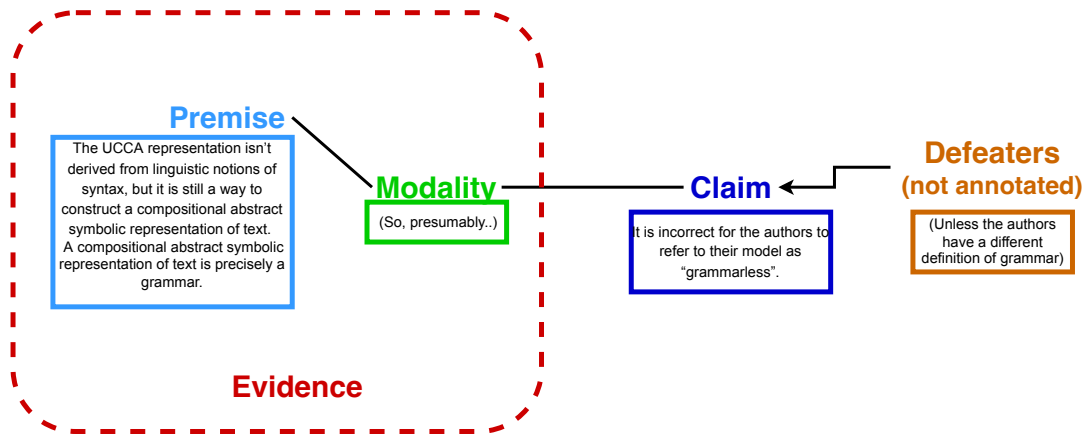 Premise
The UCCA representation isn't
derived from linguistic notions of
syntax, but it is still a way to
construct a compositional abstract
symbolic representation of text.
A compositional abstract symbolic
representation of text is precisely a
grammar.
Modality
(So, presumably..)
Evidence
Claim
It is incorrect for the authors to
refer to their model as
“grammarless”.
Defeaters
(not annotated)
(Unless the authors
have a different
definition of grammar)